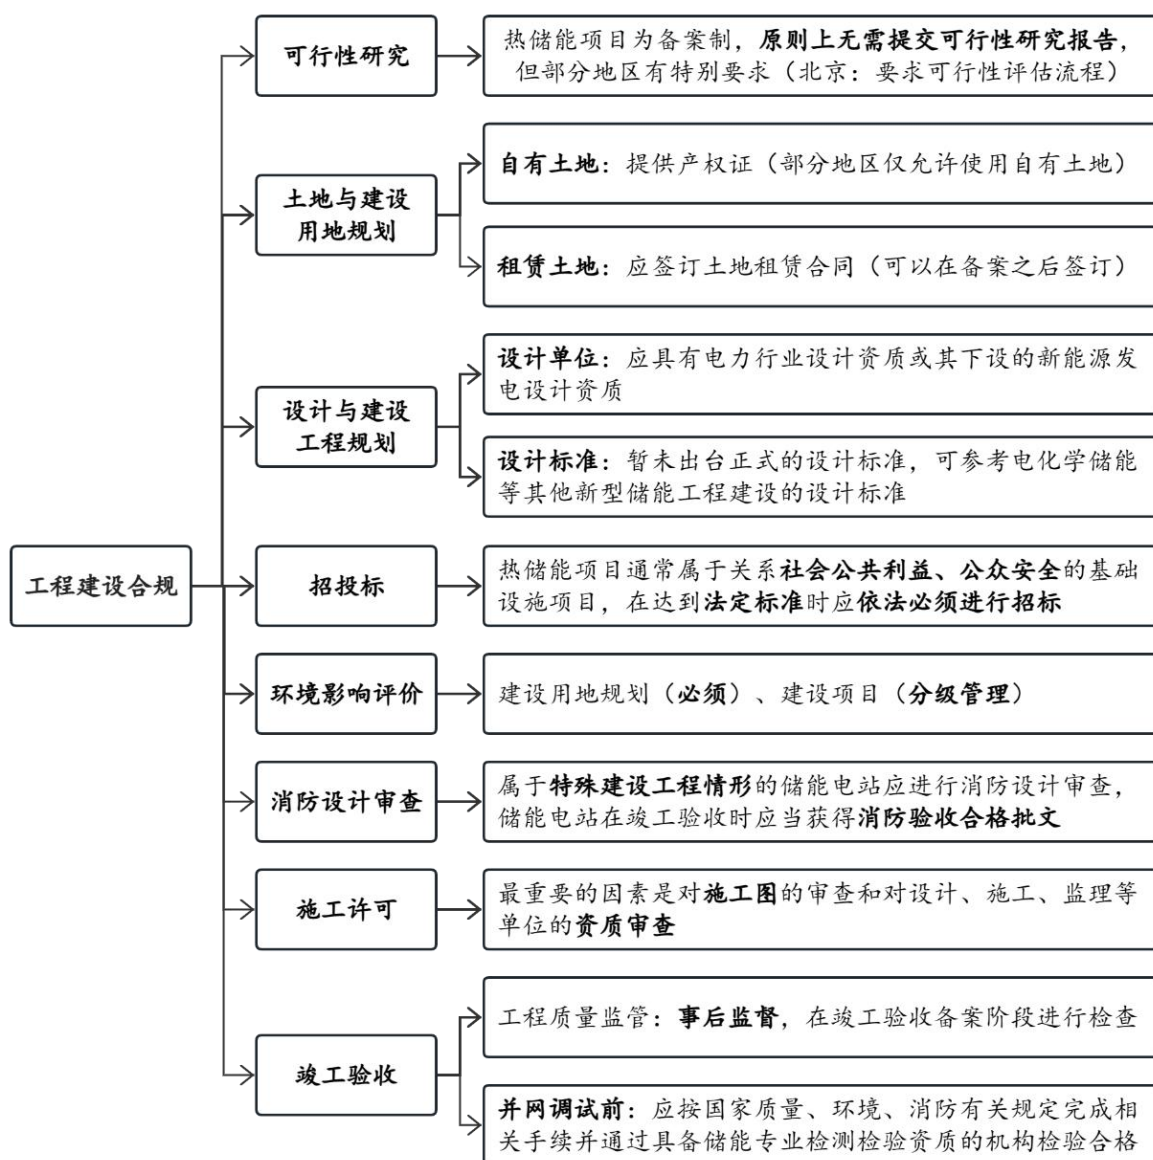 工程建设合规
可行性研究
热储能项目为备案制，原则上无需提交可行性研究报告，
但部分地区有特别要求（北京：要求可行性评估流程）
土地与建设
用地规划
自有土地：提供产权证（部分地区仅允许使用自有土地）
租赁土地：应签订土地租赁合同（可以在备案之后签订）
设计与建设
工程规划
设计单位：应具有电力行业设计资质或其下设的新能源发
电设计资质
设计标准：暂未出台正式的设计标准，可参考电化学储能
等其他新型储能工程建设的设计标准
招投标
热储能项目通常属于关系社会公共利益、公众安全的基础
设施项目，在达到法定标准时应依法必须进行招标
环境影响评价
建设用地规划（必须）、建设项目（分级管理）
消防设计审查
属于特殊建设工程情形的储能电站应进行消防设计审查，
储能电站在竣工验收时应当获得消防验收合格批文
施工许可
最重要的因素是对施工图的审查和对设计、施工、监理等
单位的资质审查
竣工验收
工程质量监管：事后监督，在竣工验收备案阶段进行检查
并网调试前：应按国家质量、环境、消防有关规定完成相
关手续并通过具备储能专业检测检验资质的机构检验合格